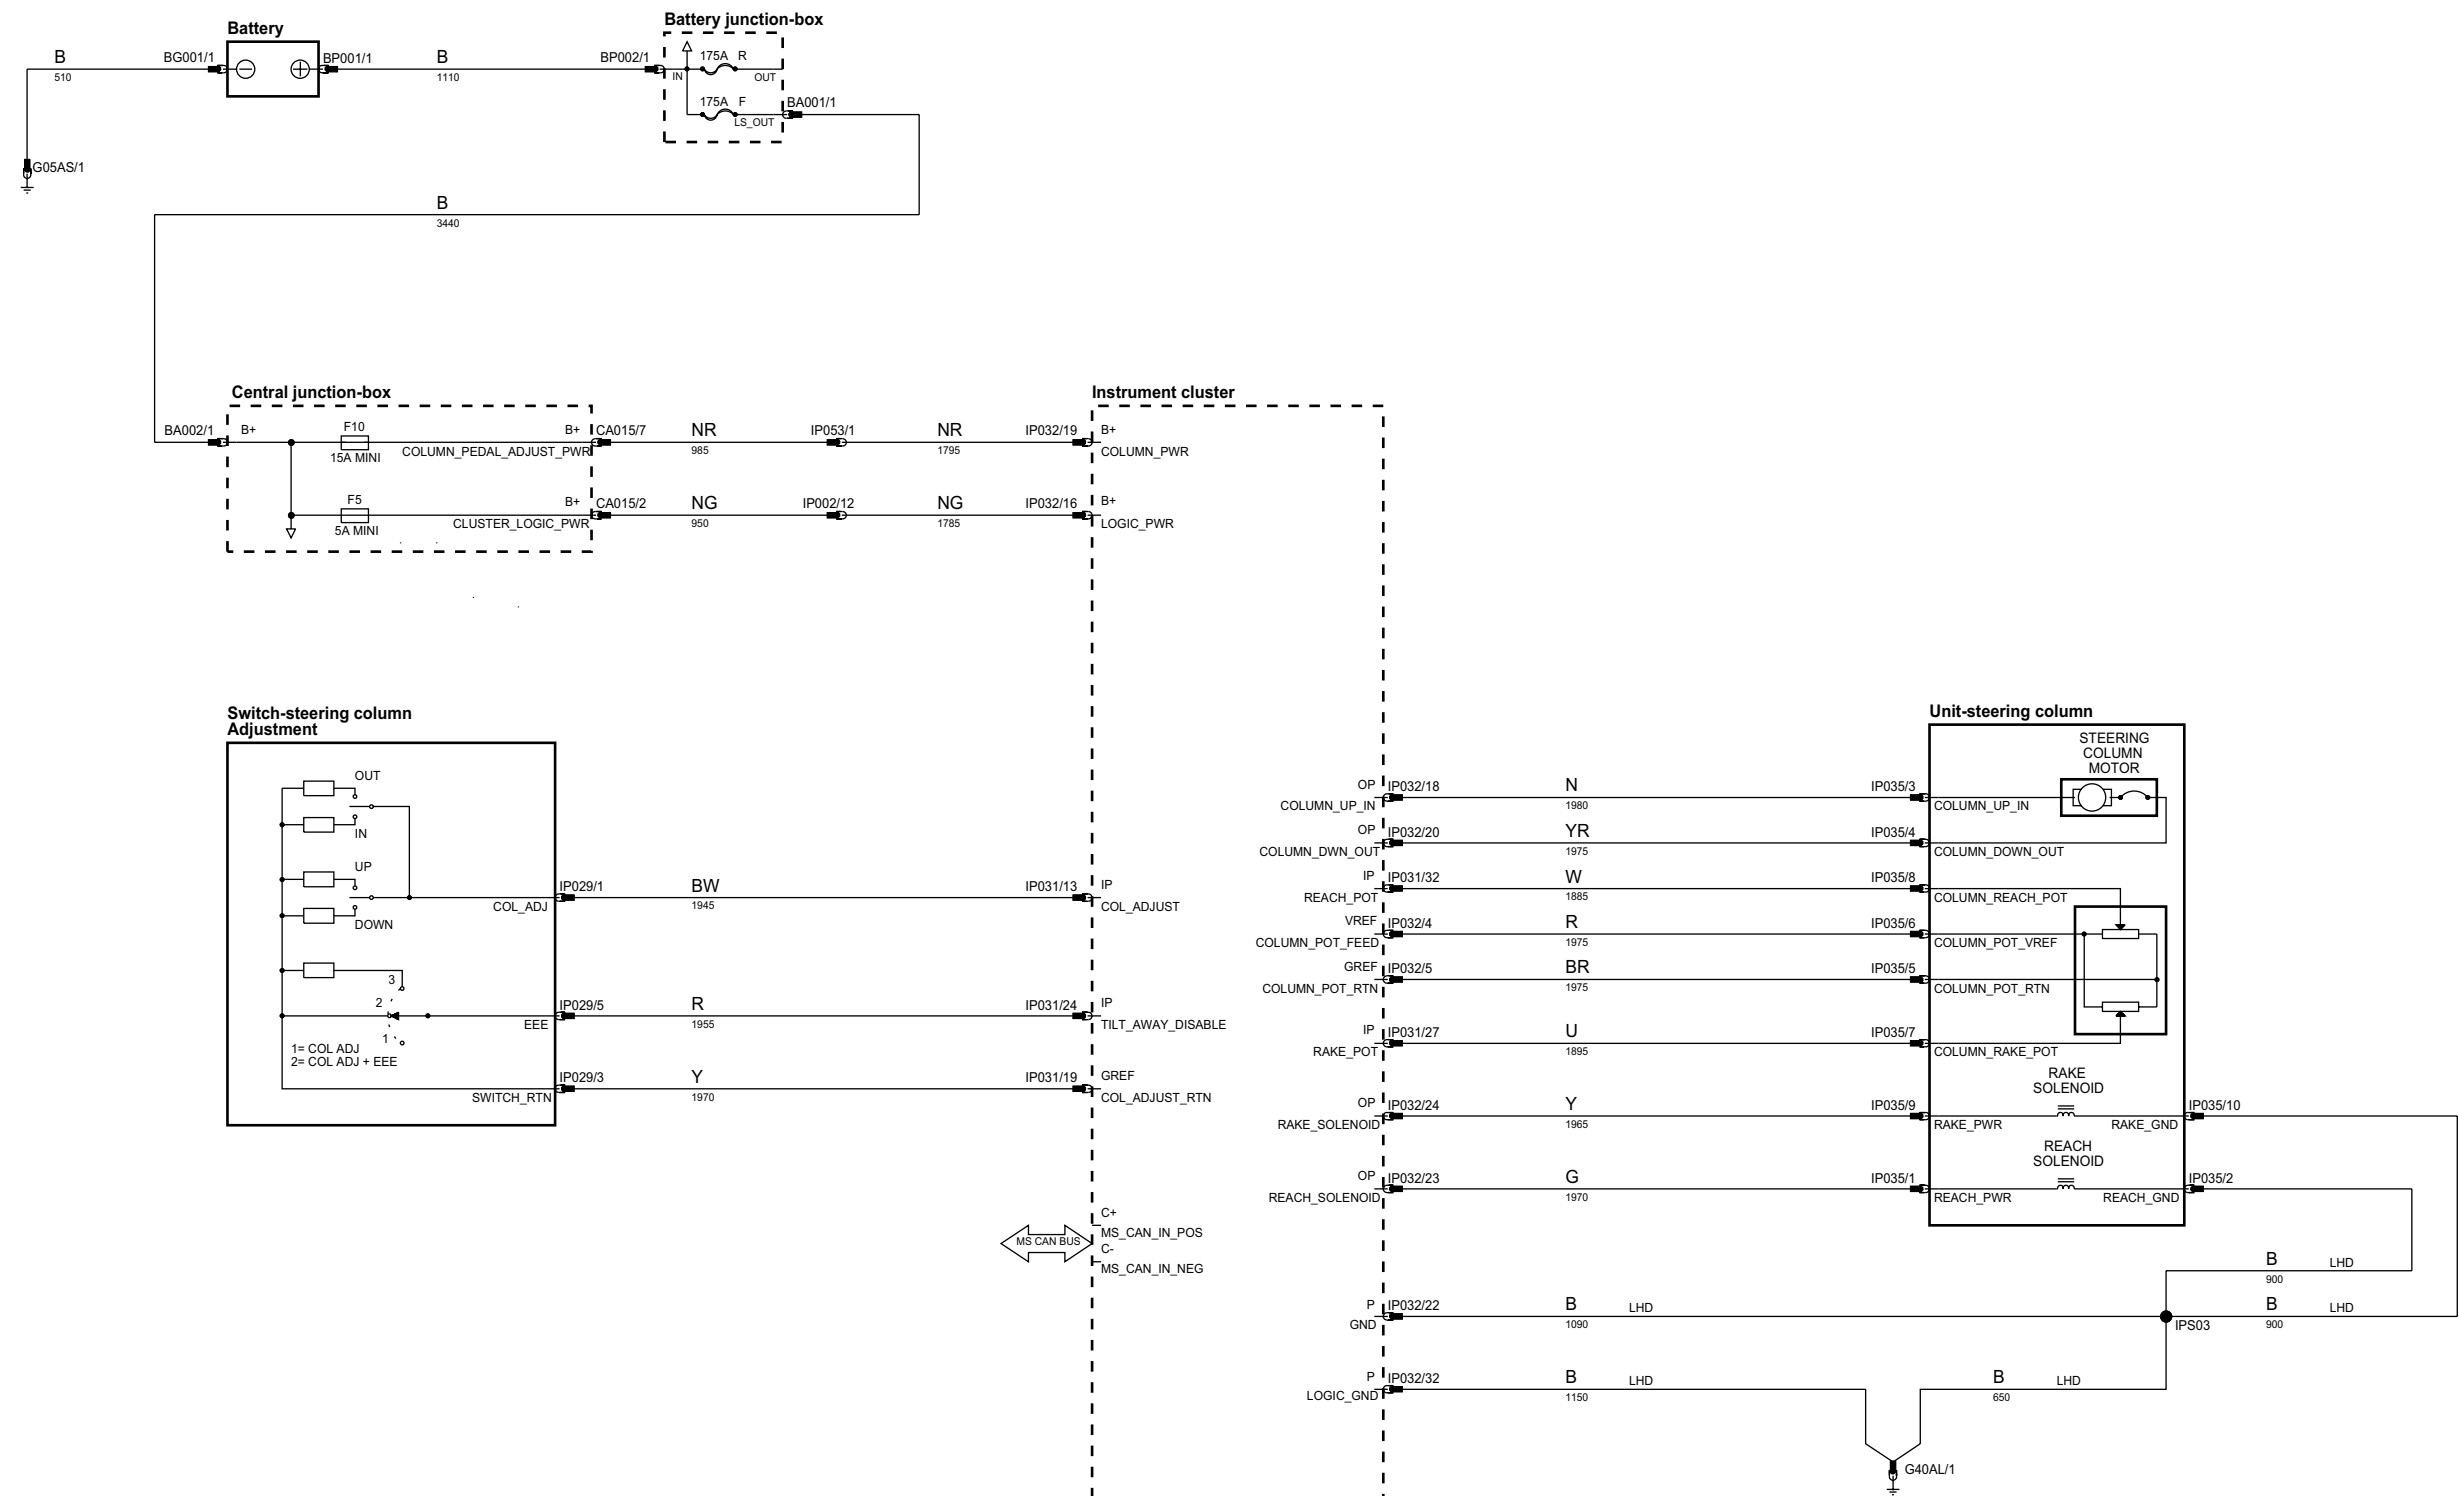 Battery
Battery junction-box
B
510
BG001/1
BP001/1
B
1110
BP002/1
IN
175A R
OUT
175A F
LS_OUT
BA001/1
G05AS/1
B
3440
Central junction-box
BA002/1
B+
F10
15A MINI
B+
COLUMN_PEDAL_ADJUST_PWR
CA015/7
NR
985
IP053/1
NR
1795
IP032/19
F5
5A MINI
B+
CLUSTER_LOGIC_PWR
CA015/2
NG
950
IP002/12
NG
1785
IP032/16
Instrument cluster
B+
COLUMN_PWR
B+
LOGIC_PWR
Switch-steering column
Adjustment
OUT
IN
UP
DOWN
COL_ADJ
3
2
1
EEE
1= COL ADJ
2= COL ADJ + EEE
SWITCH_RTN
IP029/1
BW
1945
IP031/13
IP
COL_ADJUST
IP029/5
R
1955
IP031/24
IP
TILT_AWAY_DISABLE
IP029/3
Y
1970
IP031/19
GREF
COL_ADJUST_RTN
MS CAN BUS
C+
MS_CAN_IN_POS
C-
MS_CAN_IN_NEG
OP
COLUMN_UP_IN
IP032/18
N
1980
IP035/3
OP
COLUMN_DWN_OUT
IP032/20
YR
1975
IP035/4
IP
REACH_POT
IP031/32
W
1885
IP035/8
VREF
COLUMN_POT_FEED
IP032/4
R
1975
IP035/6
GREF
COLUMN_POT_RTN
IP032/5
BR
1975
IP035/5
IP
RAKE_POT
IP031/27
U
1895
IP035/7
OP
RAKE_SOLENOID
IP032/24
Y
1965
IP035/9
OP
REACH_SOLENOID
IP032/23
G
1970
IP035/1
Unit-steering column
STEERING
COLUMN
MOTOR
COLUMN_UP_IN
COLUMN_DOWN_OUT
COLUMN_REACH_POT
COLUMN_POT_VREF
COLUMN_POT_RTN
COLUMN_RAKE_POT
RAKE
SOLENOID
RAKE_PWR
RAKE_GND
IP035/10
REACH
SOLENOID
REACH_PWR
REACH_GND
IP035/2
B
900
LHD
P
GND
IP032/22
B
1090
LHD
IPS03
B
900
LHD
P
LOGIC_GND
IP032/32
B
1150
LHD
B
650
LHD
G40AL/1